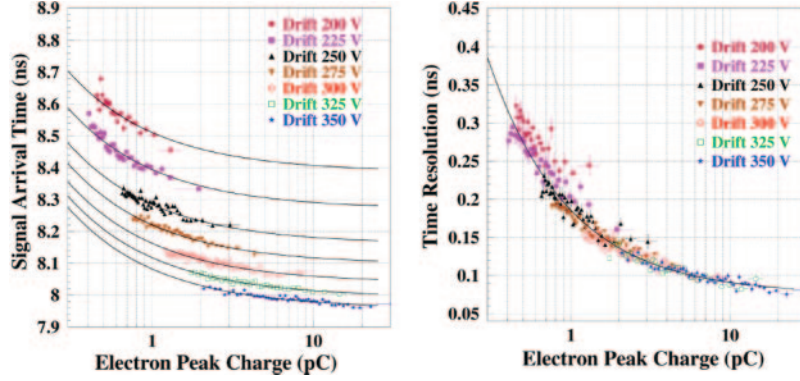 8.9
8.8
8.7
8.6
8.5
8.4
8.3
8.2
8.1
8
7.9
Signal Arrival Time (ns)
Drift 200 V
Drift 225 V
Drift 250 V
Drift 275 V
Drift 300 V
Drift 325 V
Drift 350 V
1
10
Electron Peak Charge (pC)
0.45
0.4
0.35
0.3
0.25
0.2
0.15
0.1
0.05
Time Resolution (ns)
Drift 200 V
Drift 225 V
Drift 250 V
Drift 275 V
Drift 300 V
Drift 325 V
Drift 350 V
1
10
Electron Peak Charge (pC)